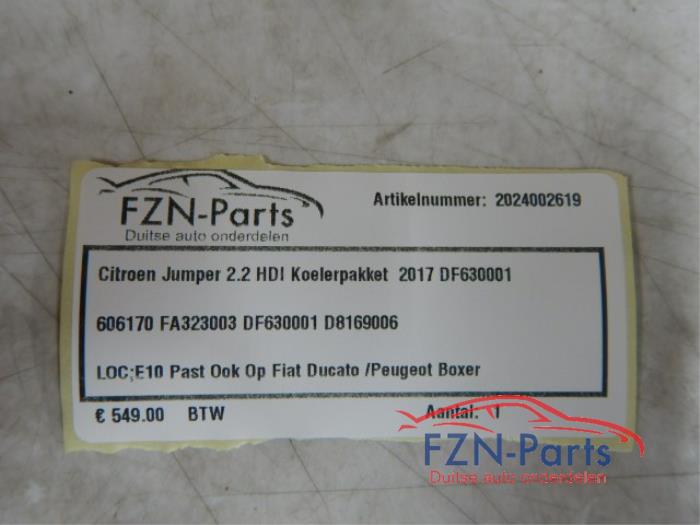 FZN-Parts
Duitse auto onderdelen
Artikelnummer: 2024002619
Citroen Jumper 2.2 HDI Koelerpakket 2017 DF630001
606170 FA323003 DF630001 D8169006
LOC;E10 Past Ook Op Fiat Ducato /Peugeot Boxer
€ 549.00 BTW Aantal: 1
FZN-Parts
Duitse auto onderdelen